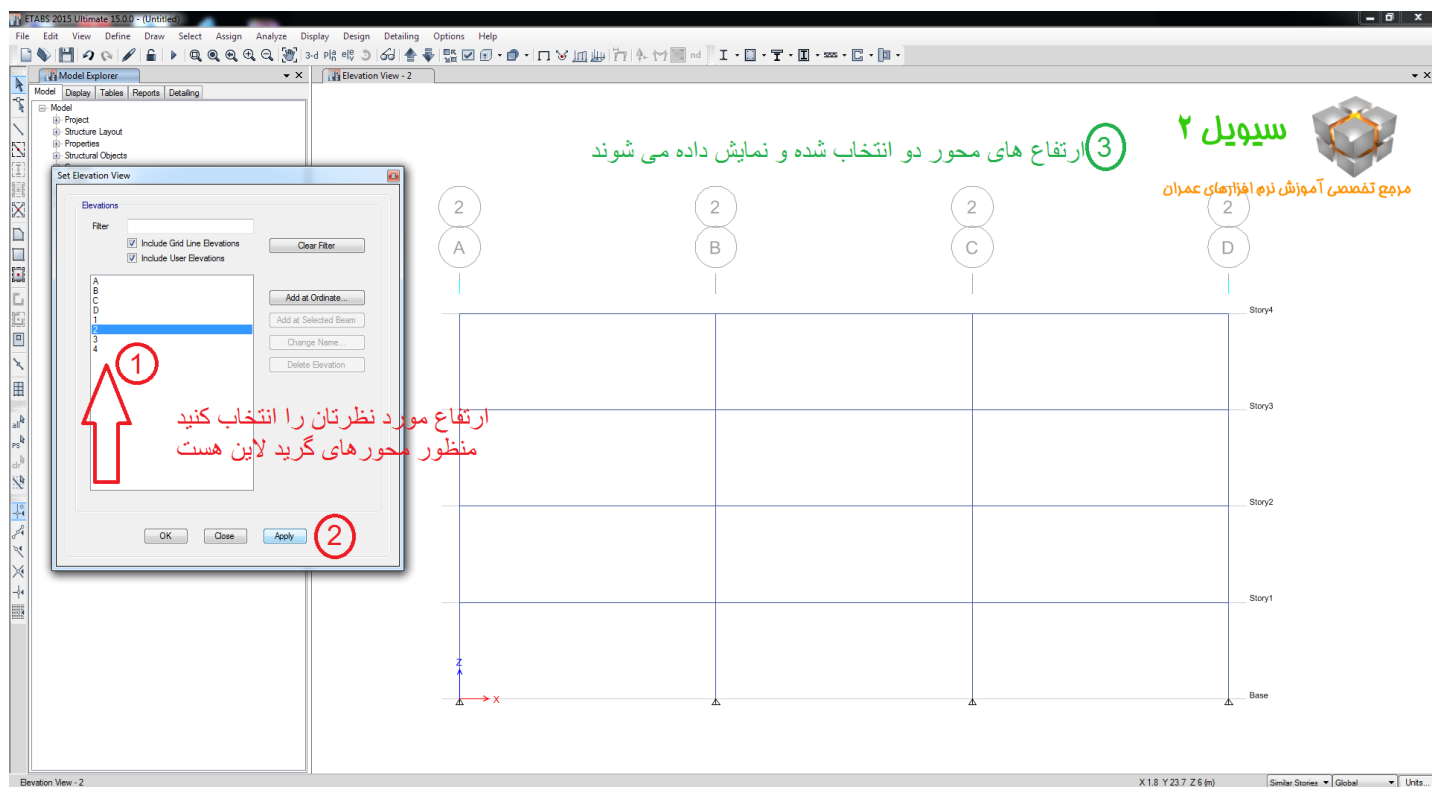 ETABS 2015 Ultimate 15.0.0 - (Untitled)
File Edit View Define Draw Select Assign Analyze Display Design Detailing Options Help
3-d nd
Model Explorer
Elevation View - 2
Model Display Tables Reports Detailing
Model
Project
Structure Layout
Properties
Structural Objects
Set Elevation View
Elevations
Filter
Include Grid Line Elevations
Clear Filter
Include User Elevations
A
B
C
D
1
2
3
4
Add at Ordinate...
Add at Selected Beam
Change Name...
Delete Elevation
1
ارتفاع مورد نظرتان را انتخاب کنید
منظور محورهای گرید لاین هست
OK Close Apply
2
3 ارتفاع های محور دو انتخاب شده و نمایش داده می شوند
سیویل ۲
مرجع تخصصی آموزش نرم افزارهای عمران
2 2 2 2
A B C D
Story4
Story3
Story2
Story1
Base
Z
X
all
PS
clr
Elevation View - 2
X 1.8 Y 23.7 Z 6 (m)
Similar Stories Global Units...